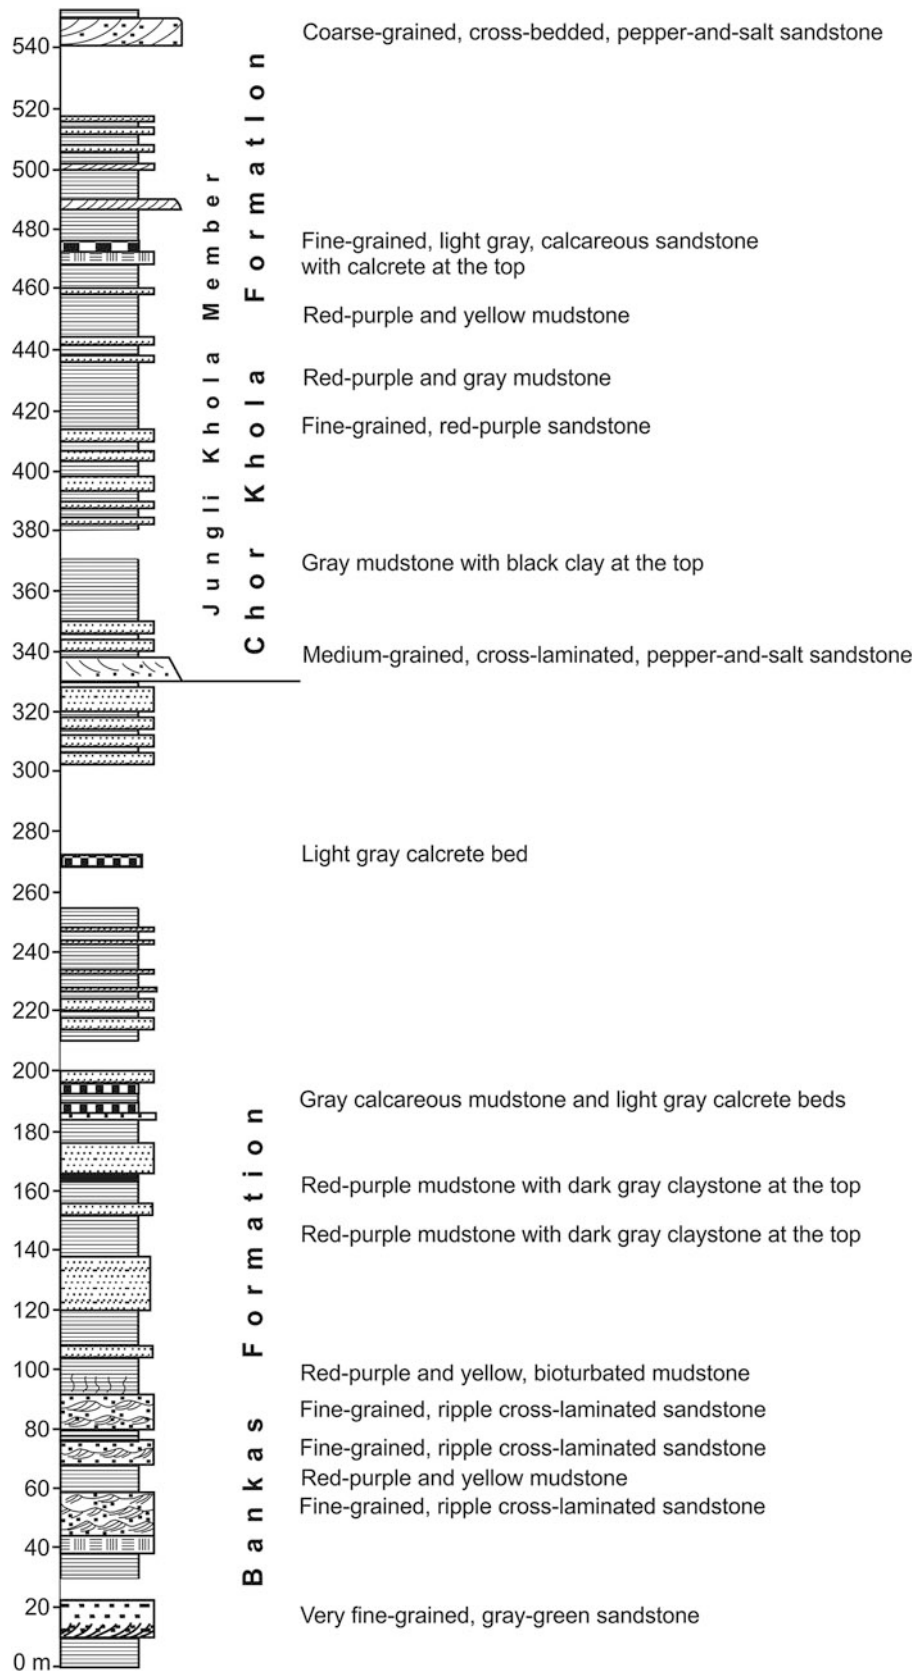 540
Coarse-grained, cross-bedded, pepper-and-salt sandstone
520
500
480
Fine-grained, light gray, calcareous sandstone
with calcrete at the top
460
Red-purple and yellow mudstone
440
Red-purple and gray mudstone
420
Fine-grained, red-purple sandstone
400
380
Gray mudstone with black clay at the top
360
340
Medium-grained, cross-laminated, pepper-and-salt sandstone
Jungli Khola Member
Chor Khola Formation
320
300
280
Light gray calcrete bed
260
240
220
200
Gray calcareous mudstone and light gray calcrete beds
180
Red-purple mudstone with dark gray claystone at the top
160
Red-purple mudstone with dark gray claystone at the top
140
120
100
Red-purple and yellow, bioturbated mudstone
Fine-grained, ripple cross-laminated sandstone
80
Fine-grained, ripple cross-laminated sandstone
Red-purple and yellow mudstone
60
Fine-grained, ripple cross-laminated sandstone
40
20
Very fine-grained, gray-green sandstone
0 m
Bankas Formation